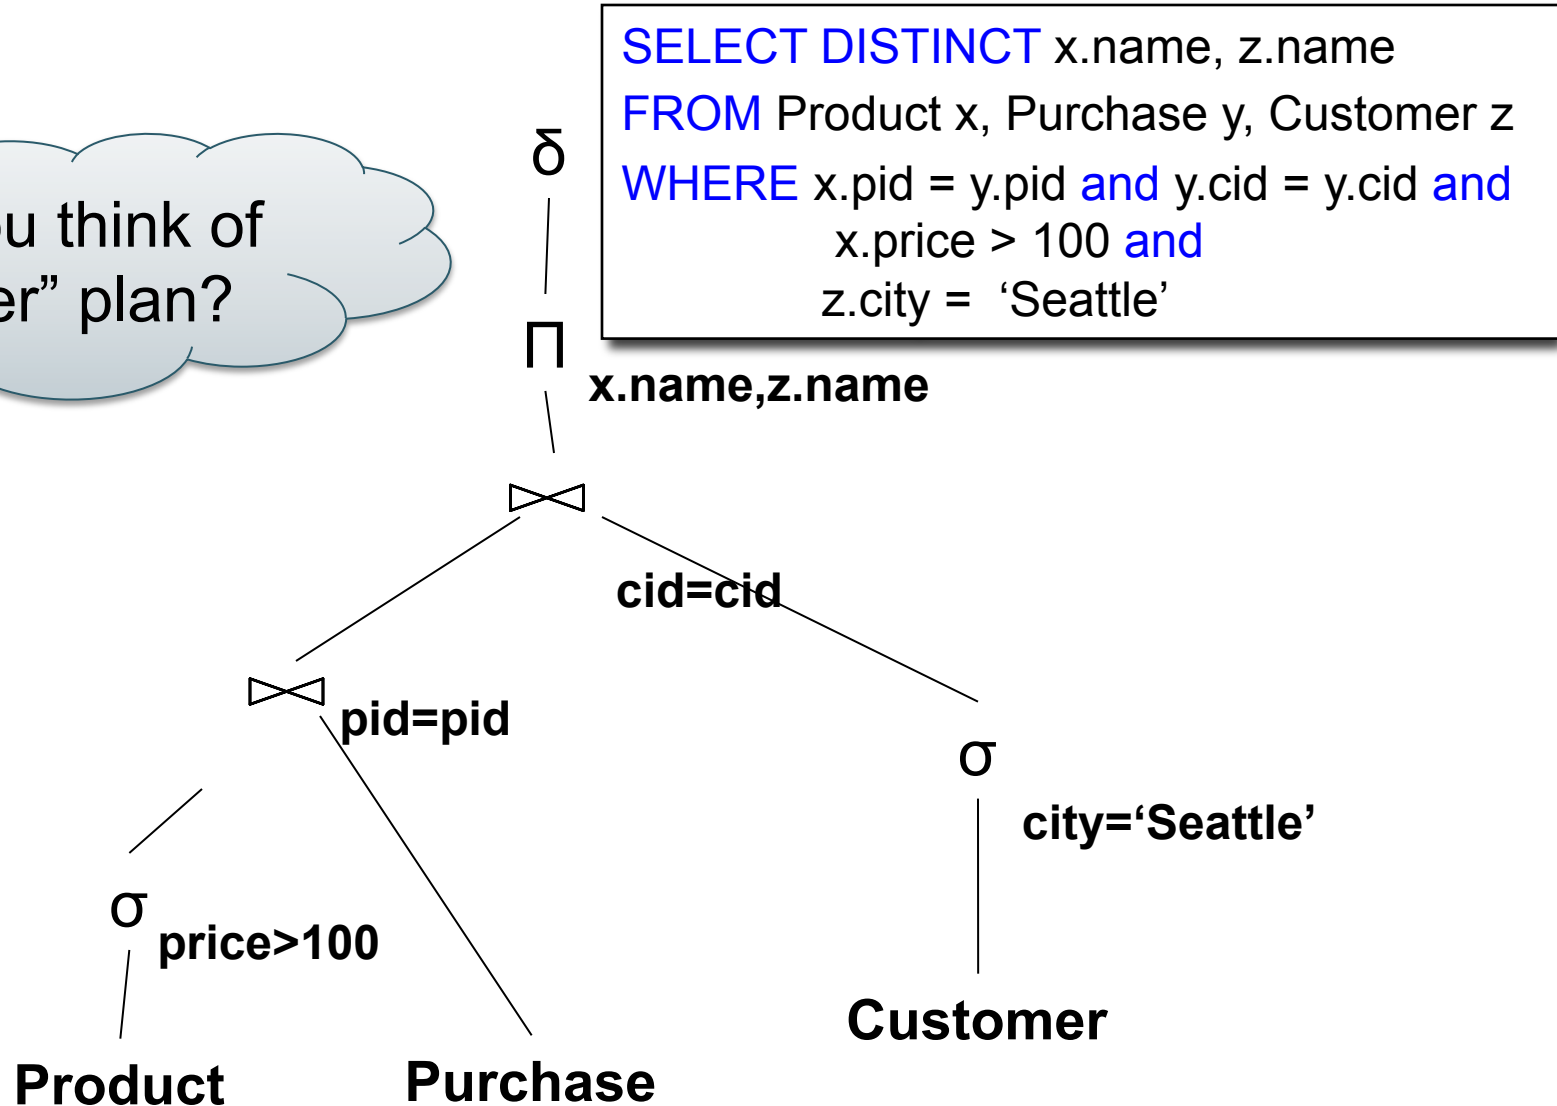 SELECT DISTINCT x.name, z.name
FROM Product x, Purchase y, Customer z
WHERE x.pid = y.pid and y.cid = y.cid and
x.price > 100 and
z.city = ‘Seattle’
think of
plan?
δ
Π
x.name,z.name
cid=cid
pid=pid
σ
city=‘Seattle’
σ
price>100
Customer
Product
Purchase